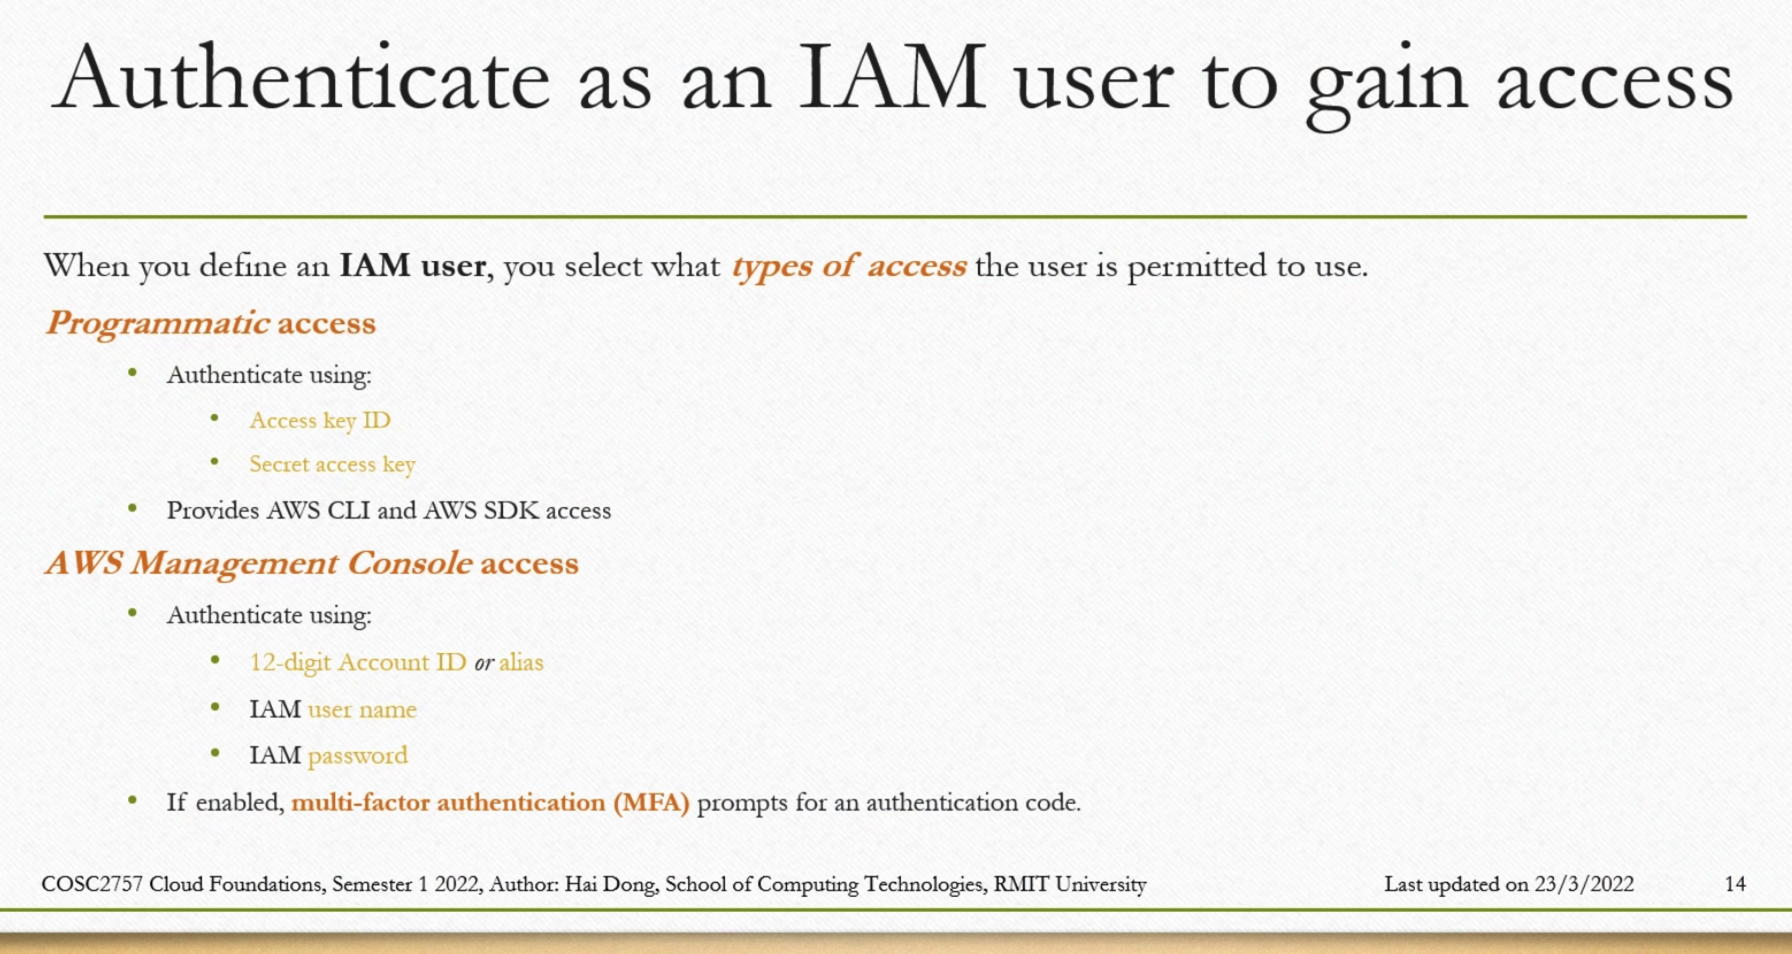 Authenticate as an IAM user to gain access
When you define an IAM user, you select what types of access the user is permitted to use.
Programmatic access
• Authenticate using:
• Access key ID
• Secret access key
• Provides AWS CLI and AWS SDK access
AWS Management Console access
• Authenticate using:
• 12-digit Account ID or alias
• IAM user name
• IAM password
• If enabled, multi-factor authentication (MFA) prompts for an authentication code.
COSC2757 Cloud Foundations, Semester 1 2022, Author: Hai Dong, School of Computing Technologies, RMIT University Last updated on 23/3/2022 14